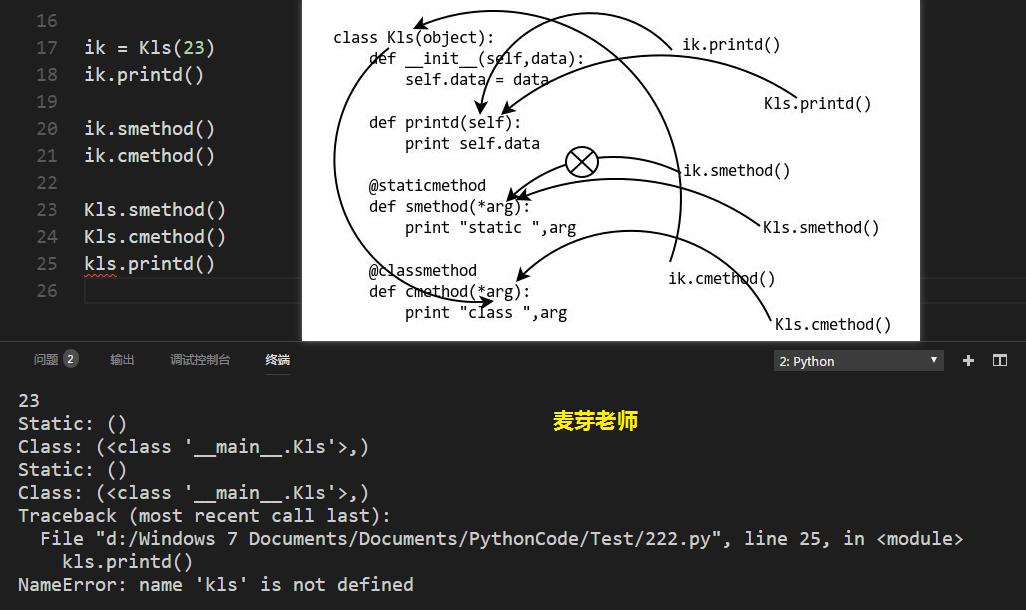 16
17 ik = Kls(23)
18 ik.printd()
19
20 ik.smethod()
21 ik.cmethod()
22
23 Kls.smethod()
24 Kls.cmethod()
25 kls.printd()
26
class Kls(object):
def __init__(self,data):
self.data = data
def printd(self):
print self.data
@staticmethod
def smethod(*arg):
print "static ",arg
@classmethod
def cmethod(*arg):
print "class ",arg
ik.printd()
Kls.printd()
ik.smethod()
Kls.smethod()
ik.cmethod()
Kls.cmethod()
问题 2 输出 调试控制台 终端 2: Python
23
Static: ()
Class: (<class '__main__.Kls'>,)
Static: ()
Class: (<class '__main__.Kls'>,)
Traceback (most recent call last):
File "d:/Windows 7 Documents/Documents/PythonCode/Test/222.py", line 25, in <module>
kls.printd()
NameError: name 'kls' is not defined
麦芽老师